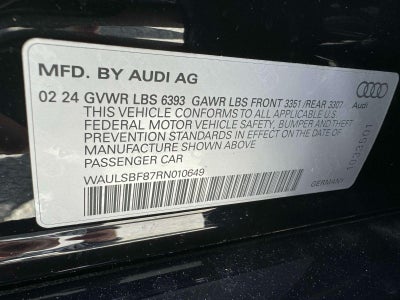 MFD. BY AUDI AG
02 24 GVWR LBS 6393 GAWR LBS FRONT 3351 /REAR 3307
THIS VEHICLE CONFORMS TO ALL APPLICABLE U.S.
FEDERAL MOTOR VEHICLE SAFETY, BUMPER AND THEFT
PREVENTION STANDARDS IN EFFECT ON THE DATE OF
MANUFACTURE SHOWN ABOVE
PASSENGER CAR
WAULSBF87RN010649
GERMANY
Audi